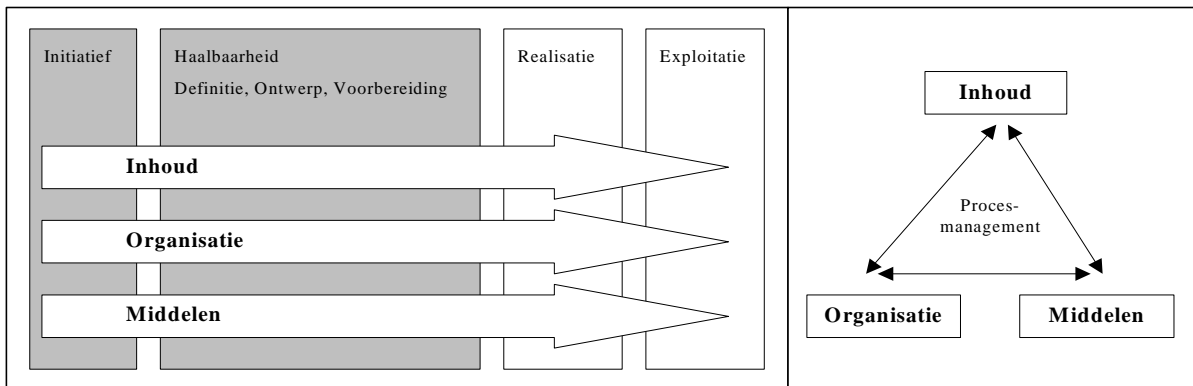 Initiatief
Haalbaarheid
Definitie, Ontwerp, Voorbereiding
Realisatie
Exploitatie
Inhoud
Organisatie
Middelen
Inhoud
Proces-
management
Organisatie
Middelen